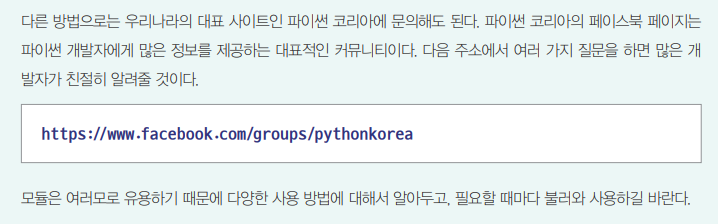 다른 방법으로는 우리나라의 대표 사이트인 파이썬 코리아에 문의해도 된다. 파이썬 코리아의 페이스북 페이지는
파이썬 개발자에게 많은 정보를 제공하는 대표적인 커뮤니티이다. 다음 주소에서 여러 가지 질문을 하면 많은 개
발자가 친절히 알려줄 것이다.
https://www.facebook.com/groups/pythonkorea
모듈은 여러모로 유용하기 때문에 다양한 사용 방법에 대해서 알아두고, 필요할 때마다 불러와 사용하길 바란다.